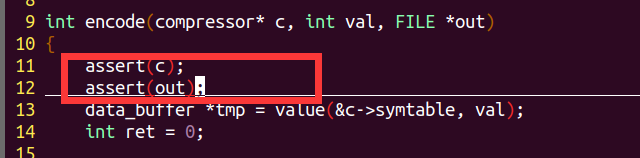 9 int encode(compressor* c, int val, FILE *out)
10 {
11     assert(c);
12     assert(out);
13     data_buffer *tmp = value(&c->symtable, val);
14     int ret = 0;